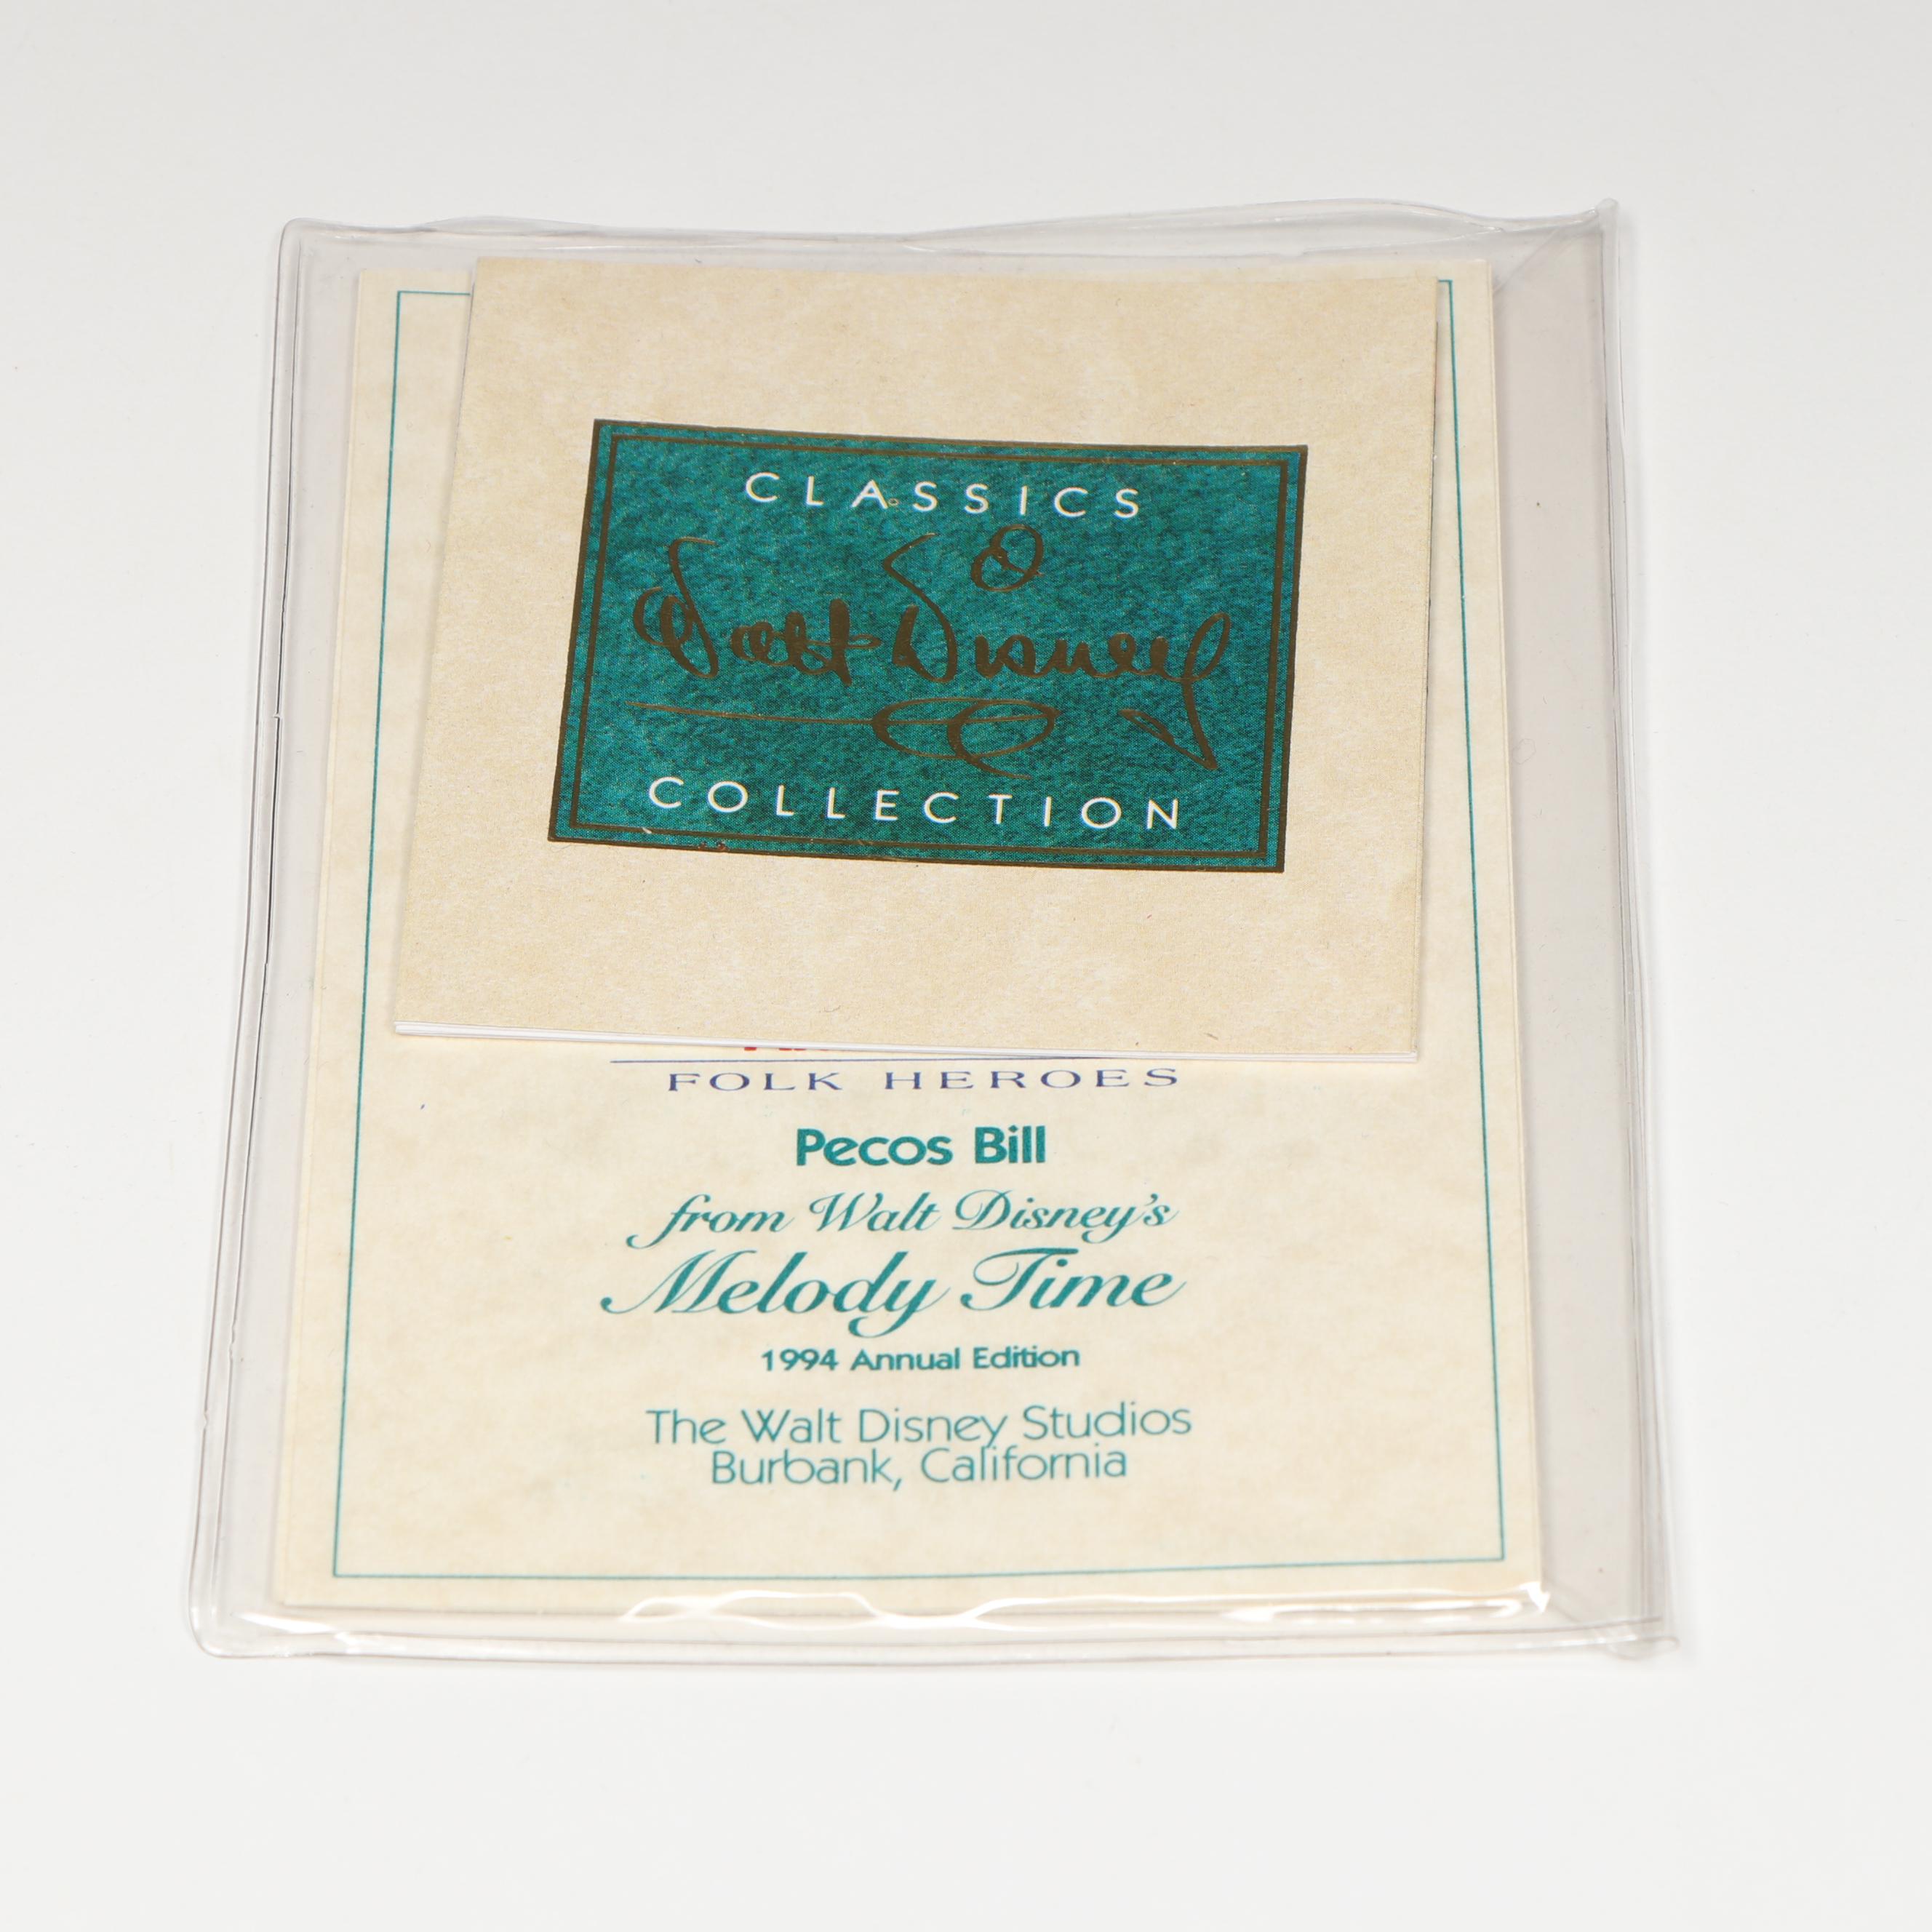 CLASSICS
Walt Disney
COLLECTION
FOLK HEROES
Pecos Bill
from Walt Disney's
Melody Time
1994 Annual Edition
The Walt Disney Studios
Burbank, California